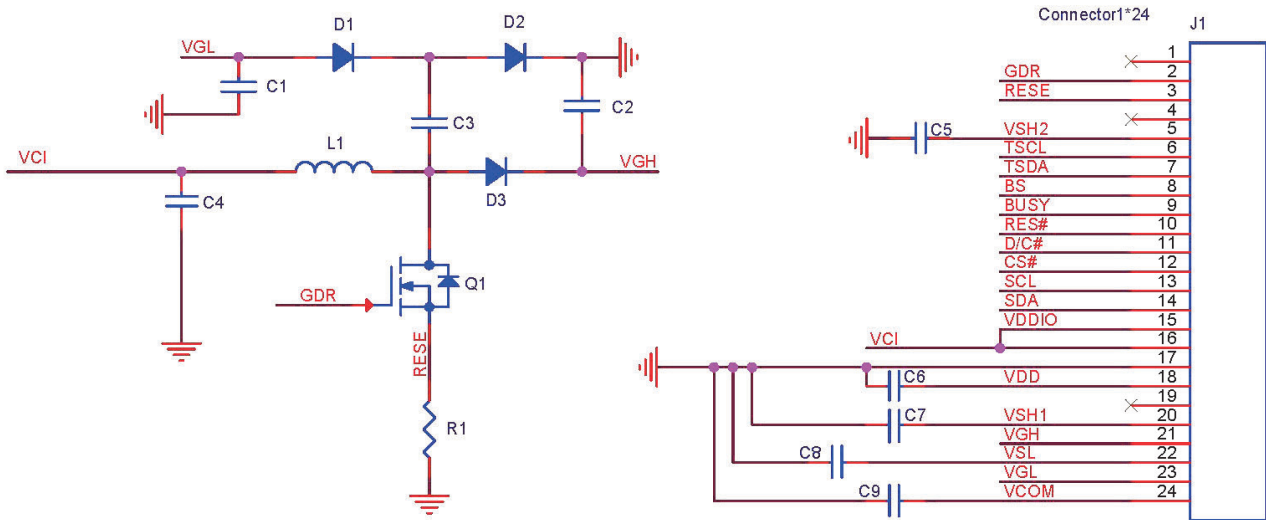 Connector1*24
J1
D1
D2
VGL
C1
C2
C3
VCI
L1
VGH
D3
C4
GDR
Q1
RESE
R1
1
GDR 2
RESE 3
4
C5 VSH2 5
TSCL 6
TSDA 7
BS 8
BUSY 9
RES# 10
D/C# 11
CS# 12
SCL 13
SDA 14
VDDIO 15
VCI 16
17
C6 VDD 18
19
C7 VSH1 20
VGH 21
C8 VSL 22
VGL 23
C9 VCOM 24